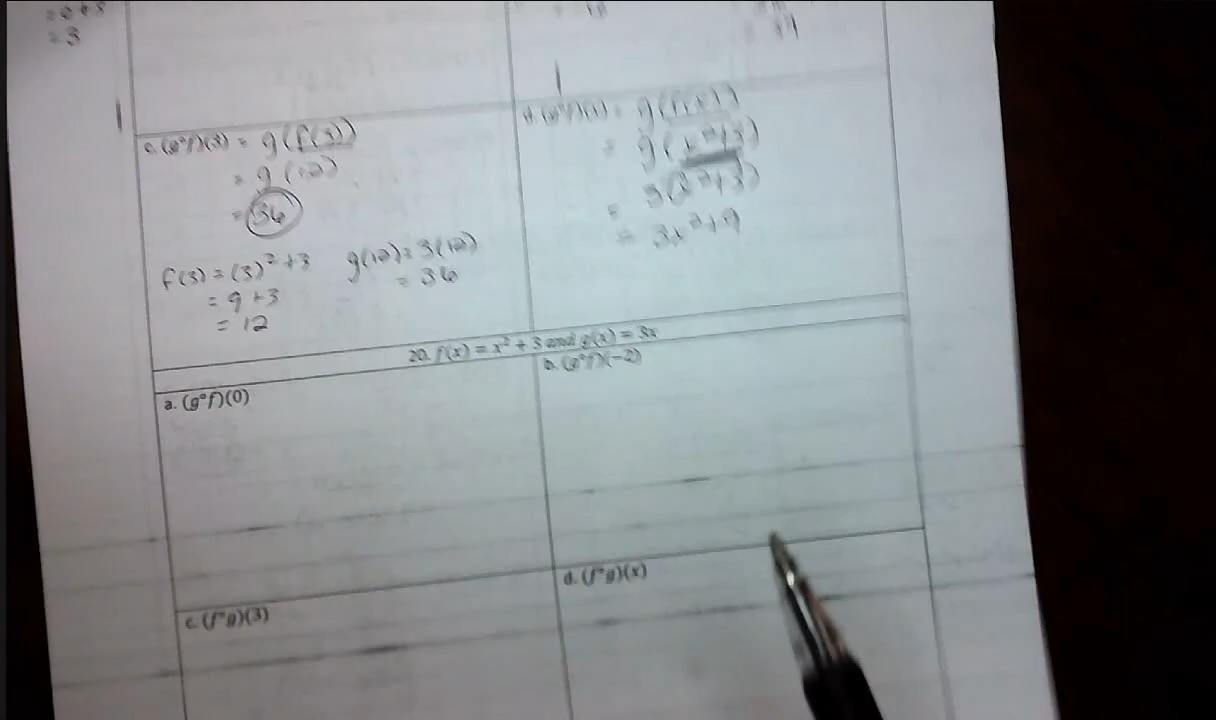 = 3
c. (g°f)(3) = g(f(3))
= g(12)
= 36
f(3) = (3)² + 3
= 9 + 3
= 12
g(12) = 3(12)
= 36
= g(f(x))
= g(x² + 3)
= 3(x² + 3)
= 3x² + 9
20. f(x) = x² + 3 and g(x) = 3x
a. (g°f)(0)
b. (g°f)(−2)
c. (f°g)(3)
d. (f°g)(x)